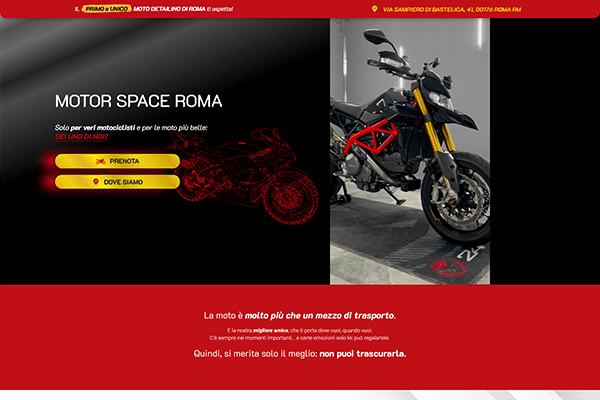 IL PRIMO e UNICO MOTO DETAILING DI ROMA ti aspetta!
VIA SAMPIERO DI BASTELICA, 41, 00176 ROMA RM
MOTOR SPACE ROMA
Solo per veri motociclisti e per le moto più belle:
SEI UNO DI NOI?
PRENOTA
DOVE SIAMO
24
La moto è molto più che un mezzo di trasporto.
È la nostra migliore amica, che ti porta dove vuoi, quando vuoi.
C'è sempre nei momenti importanti... e certe emozioni solo lei può regalartele.
Quindi, si merita solo il meglio: non puoi trascurarla.